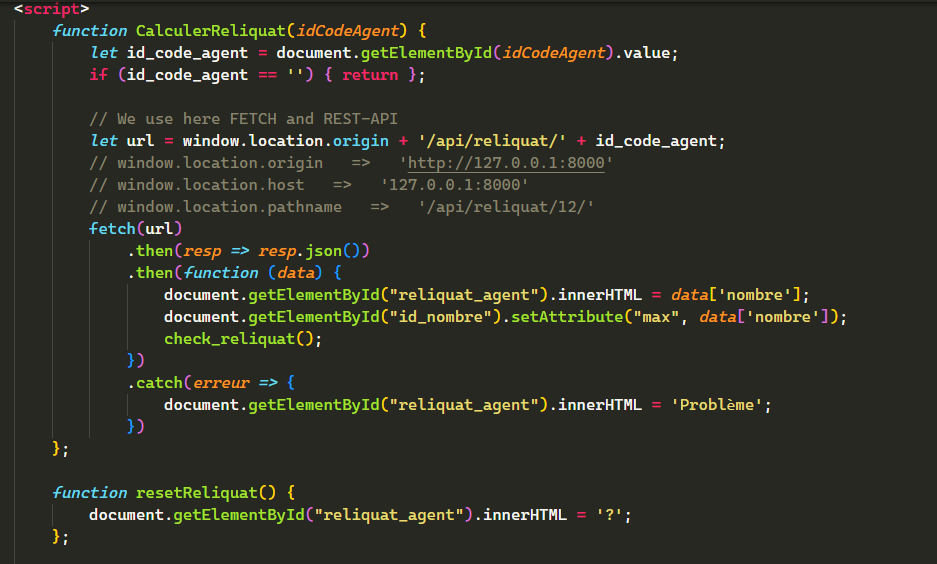 <script>
function CalculerReliquat(idCodeAgent) {
let id_code_agent = document.getElementById(idCodeAgent).value;
if (id_code_agent == '') { return };
// We use here FETCH and REST-API
let url = window.location.origin + '/api/reliquat/' + id_code_agent;
// window.location.origin   =>   'http://127.0.0.1:8000'
// window.location.host   =>   '127.0.0.1:8000'
// window.location.pathname   =>   '/api/reliquat/12/'
fetch(url)
.then(resp => resp.json())
.then(function (data) {
document.getElementById("reliquat_agent").innerHTML = data['nombre'];
document.getElementById("id_nombre").setAttribute("max", data['nombre']);
check_reliquat();
})
.catch(erreur => {
document.getElementById("reliquat_agent").innerHTML = 'Problème';
})
};
function resetReliquat() {
document.getElementById("reliquat_agent").innerHTML = '?';
};